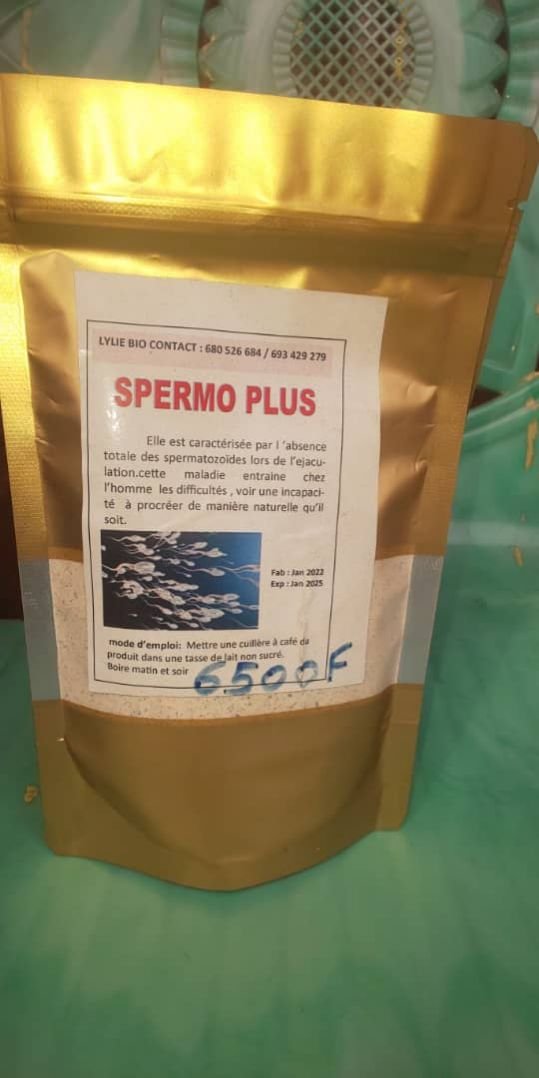 LYLIE BIO CONTACT : 680 526 684 / 693 429 279
SPERMO PLUS
Elle est caractérisée par l 'absence
totale des spermatozoïdes lors de l'ejacu-
lation.cette maladie entraine chez
l'homme les difficultés , voir une incapaci-
té à procréer de manière naturelle qu'il
soit.
Fab : Jan 2022
Exp : Jan 2025
mode d'emploi: Mettre une cuillère à café du
produit dans une tasse de lait non sucré.
Boire matin et soir
6500F